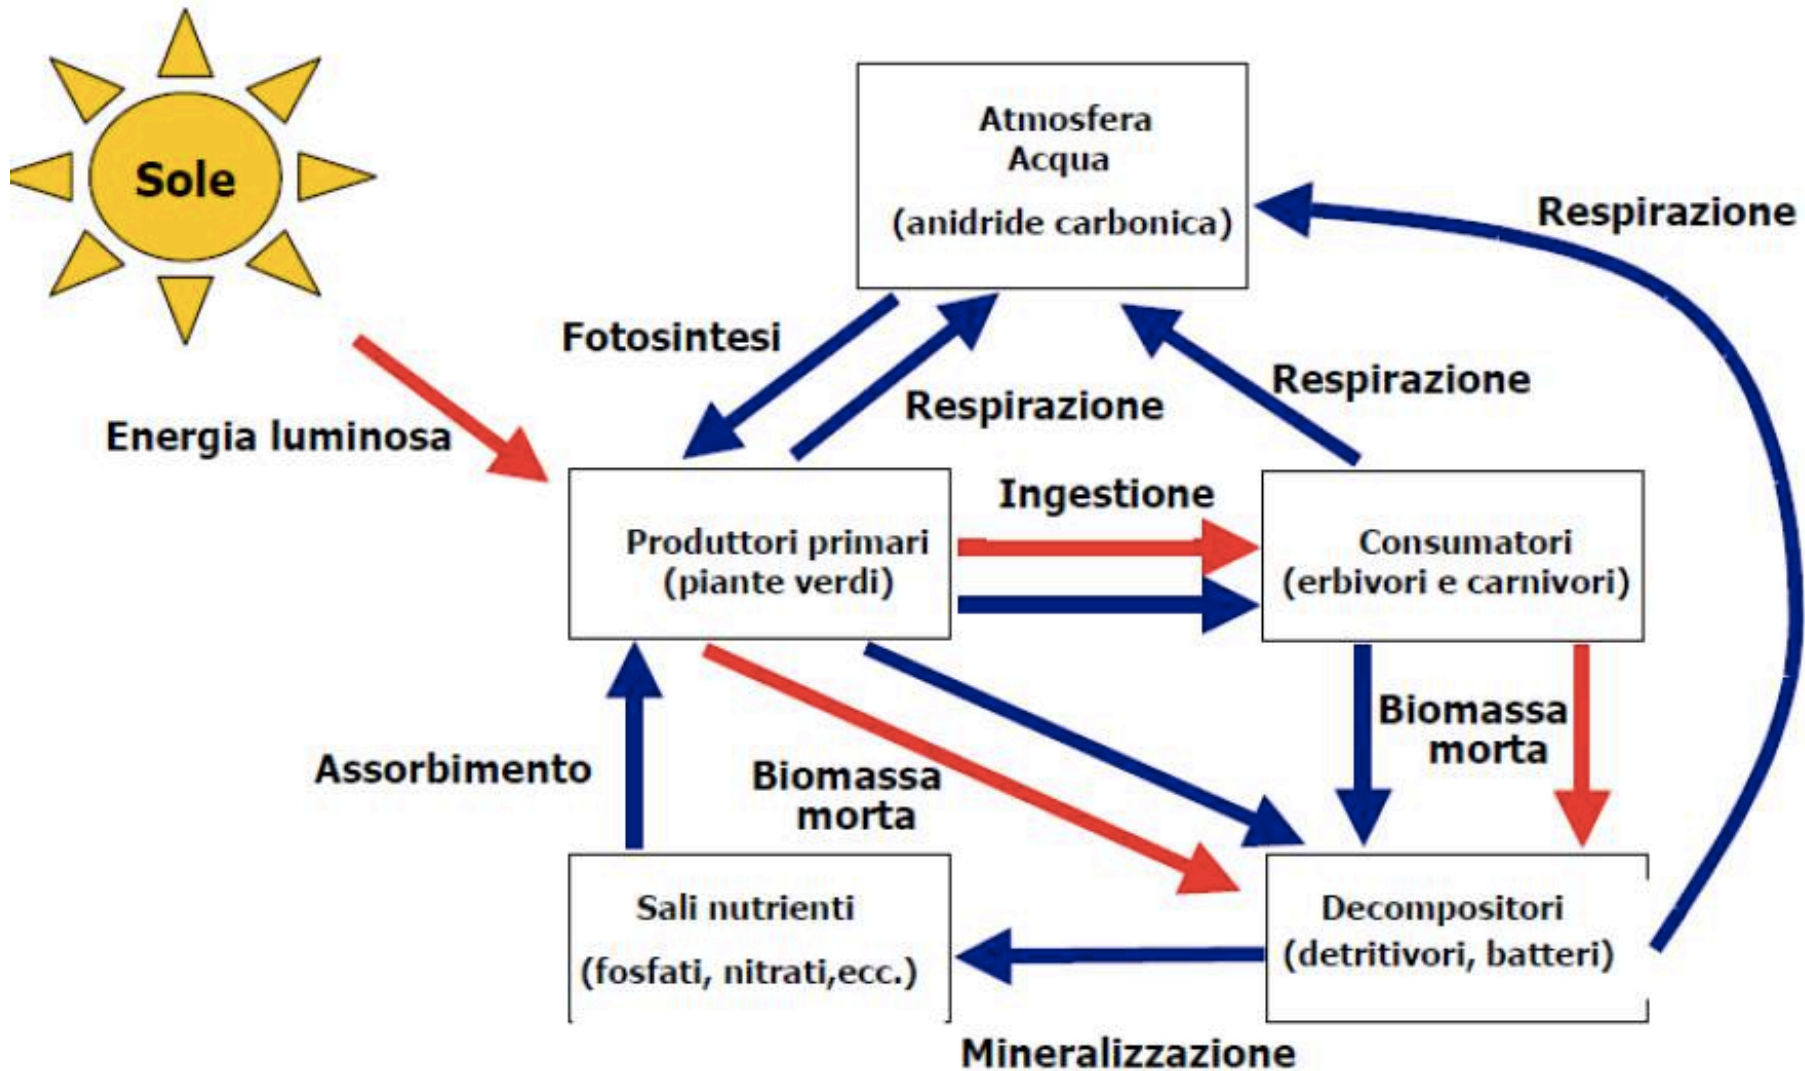 Sole
Atmosfera
Acqua
(anidride carbonica)
Respirazione
Fotosintesi
Respirazione
Respirazione
Energia luminosa
Ingestione
Produttori primari
(piante verdi)
Consumatori
(erbivori e carnivori)
Assorbimento
Biomassa
morta
Biomassa
morta
Sali nutrienti
(fosfati, nitrati,ecc.)
Decompositori
(detritivori, batteri)
Mineralizzazione